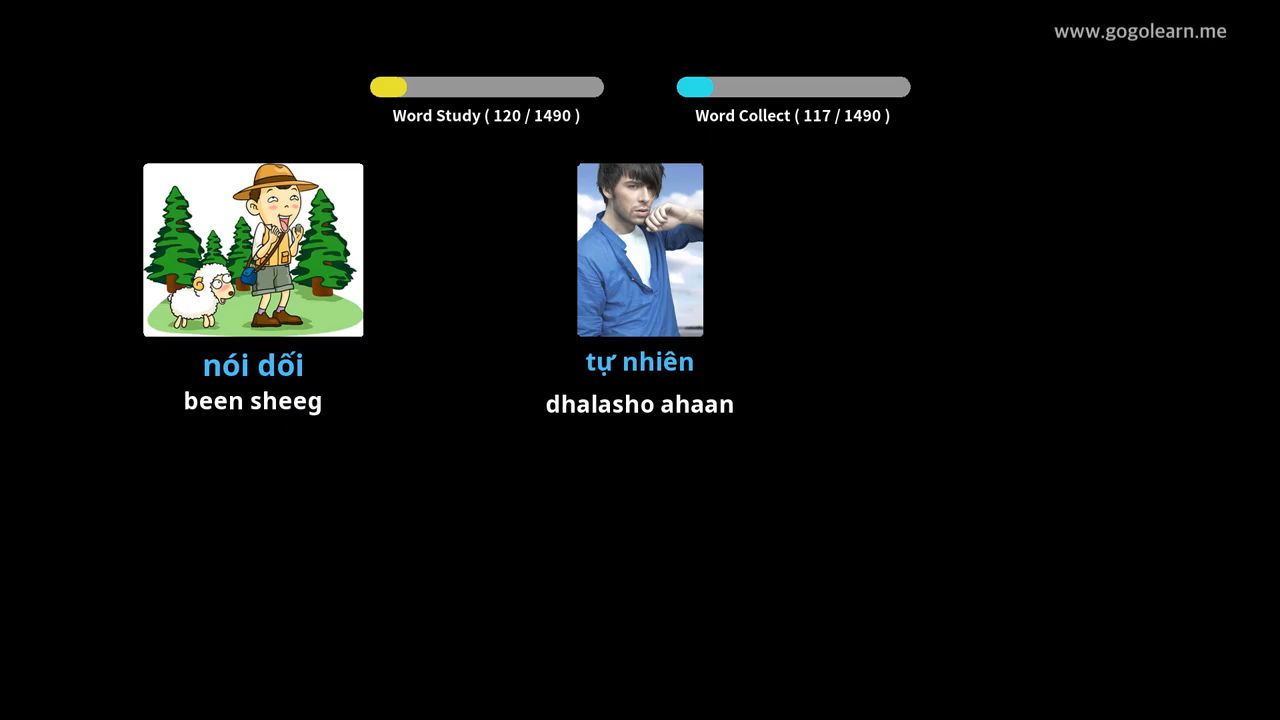 www.gogolearn.me
Word Study ( 120 / 1490 )
Word Collect ( 117 / 1490 )
nói dối
been sheeg
tự nhiên
dhalasho ahaan